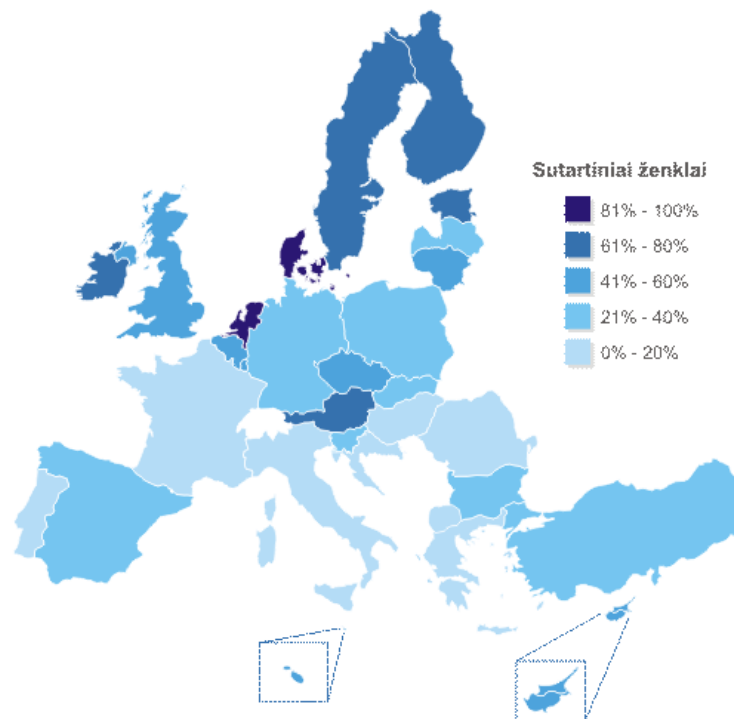 Sutartiniai ženklai
81% - 100%
61% - 80%
41% - 60%
21% - 40%
0% - 20%